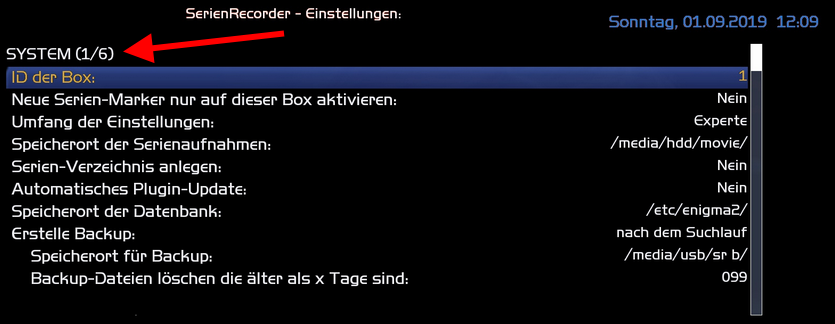 SerienRecorder - Einstellungen:
Sonntag, 01.09.2019 12:09
SYSTEM (1/6)
ID der Box: 1
Neue Serien-Marker nur auf dieser Box aktivieren: Nein
Umfang der Einstellungen: Experte
Speicherort der Serienaufnahmen: /media/hdd/movie/
Serien-Verzeichnis anlegen: Nein
Automatisches Plugin-Update: Nein
Speicherort der Datenbank: /etc/enigma2/
Erstelle Backup: nach dem Suchlauf
Speicherort für Backup: /media/usb/sr b/
Backup-Dateien löschen die älter als x Tage sind: 099